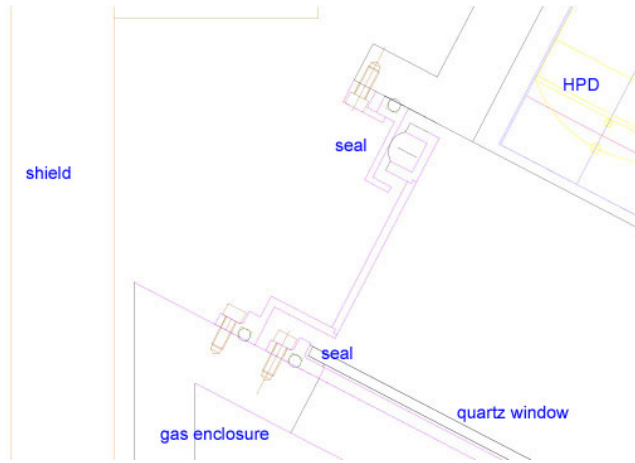 HPD
seal
shield
seal
quartz window
gas enclosure